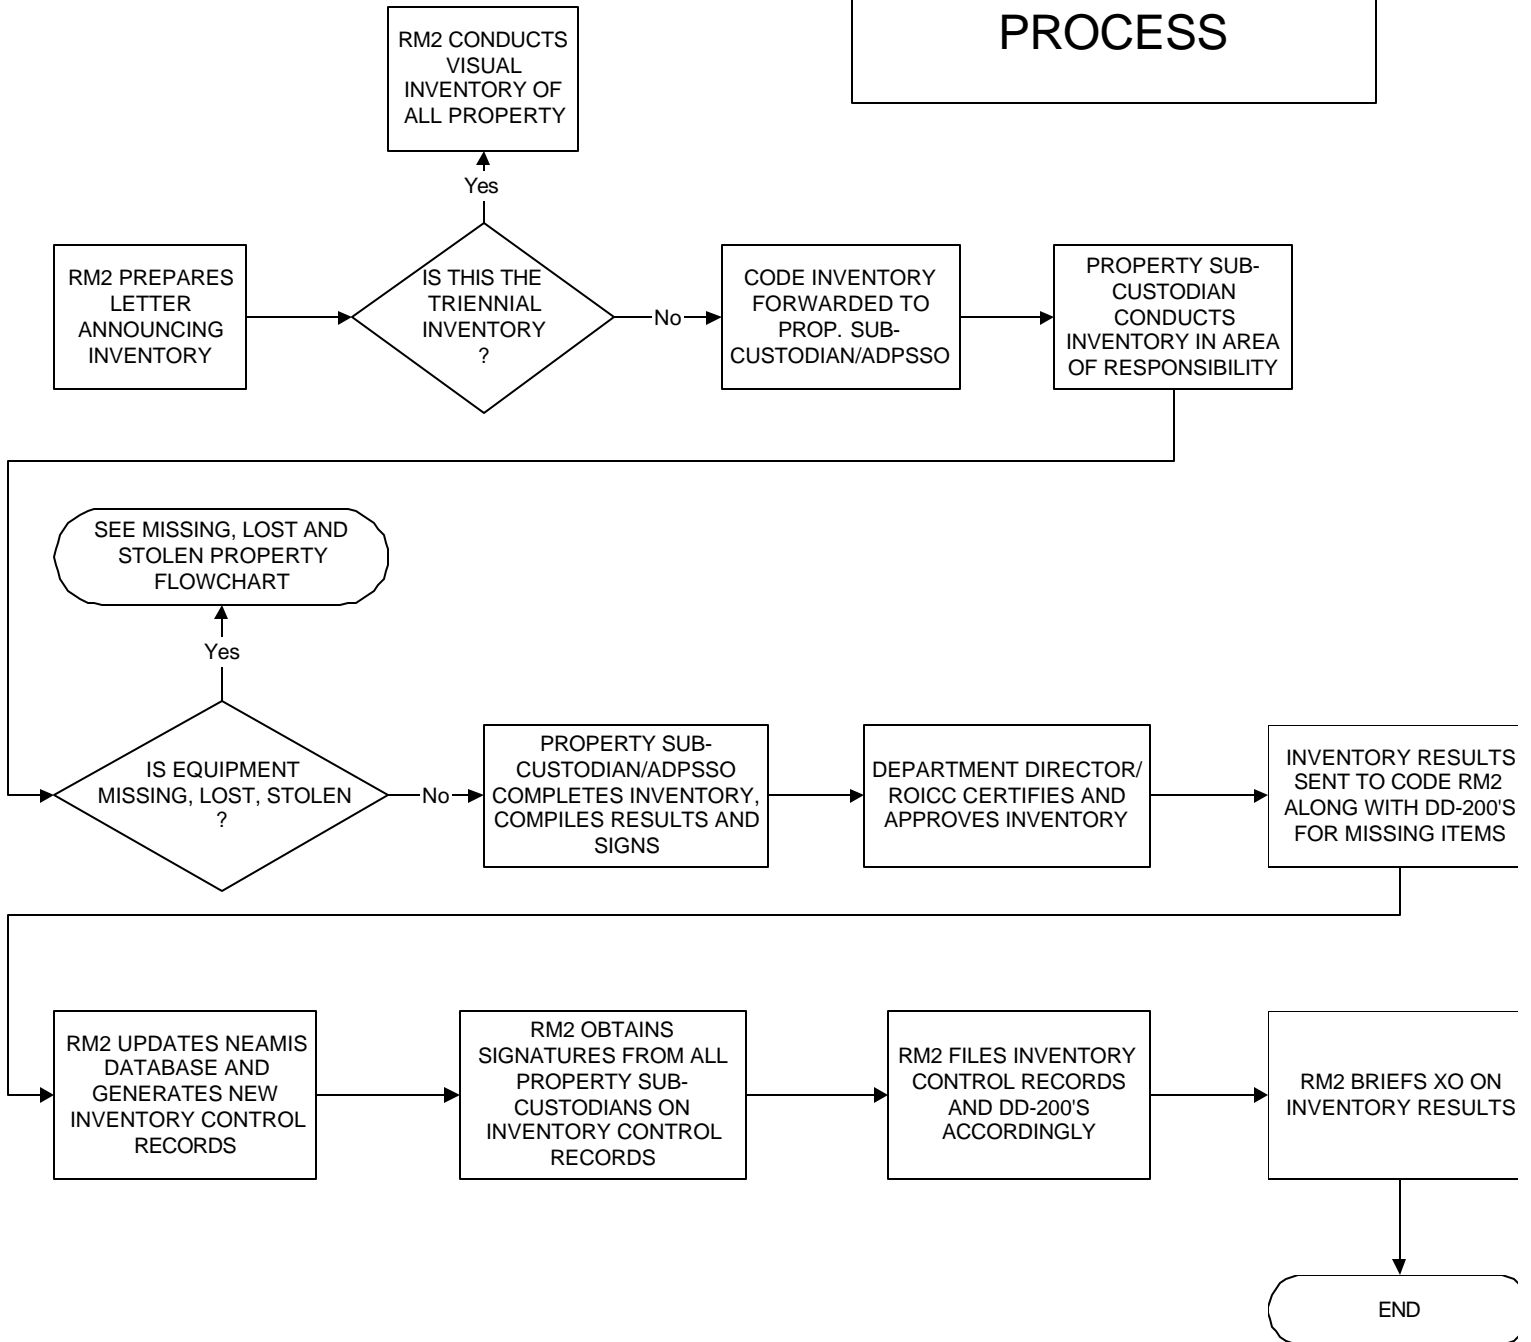 PROCESS
RM2 CONDUCTS
VISUAL
INVENTORY OF
ALL PROPERTY
Yes
RM2 PREPARES
LETTER
ANNOUNCING
INVENTORY
IS THIS THE
TRIENNIAL
INVENTORY
?
No
CODE INVENTORY
FORWARDED TO
PROP. SUB-
CUSTODIAN/ADPSSO
PROPERTY SUB-
CUSTODIAN
CONDUCTS
INVENTORY IN AREA
OF RESPONSIBILITY
SEE MISSING, LOST AND
STOLEN PROPERTY
FLOWCHART
Yes
IS EQUIPMENT
MISSING, LOST, STOLEN
?
No
PROPERTY SUB-
CUSTODIAN/ADPSSO
COMPLETES INVENTORY,
COMPILES RESULTS AND
SIGNS
DEPARTMENT DIRECTOR/
ROICC CERTIFIES AND
APPROVES INVENTORY
INVENTORY RESULTS
SENT TO CODE RM2
ALONG WITH DD-200'S
FOR MISSING ITEMS
RM2 UPDATES NEAMIS
DATABASE AND
GENERATES NEW
INVENTORY CONTROL
RECORDS
RM2 OBTAINS
SIGNATURES FROM ALL
PROPERTY SUB-
CUSTODIANS ON
INVENTORY CONTROL
RECORDS
RM2 FILES INVENTORY
CONTROL RECORDS
AND DD-200'S
ACCORDINGLY
RM2 BRIEFS XO ON
INVENTORY RESULTS
END